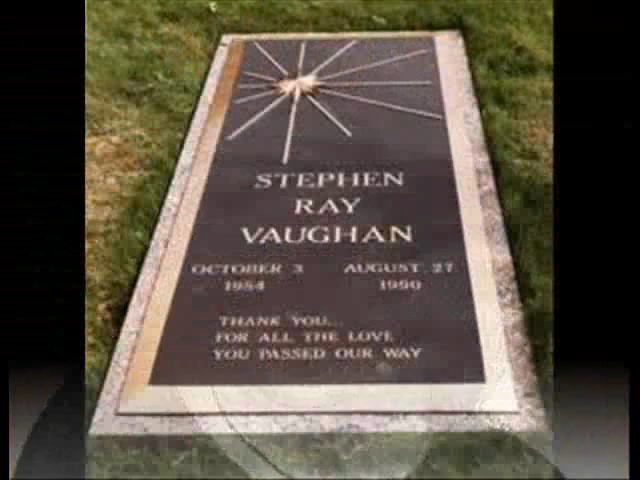 STEPHEN
RAY
VAUGHAN
OCTOBER 3 AUGUST 27
1954 1990
THANK YOU...
FOR ALL THE LOVE
YOU PASSED OUR WAY